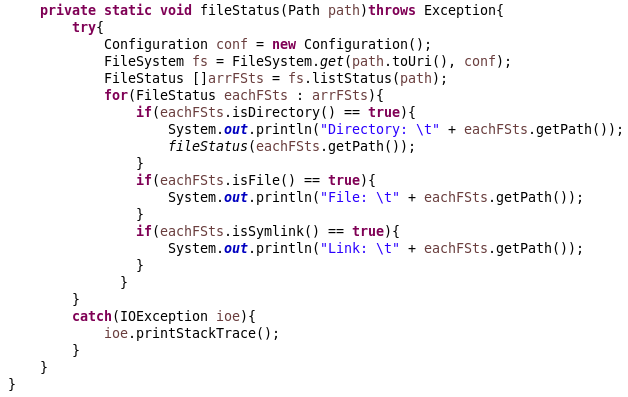 private static void fileStatus(Path path)throws Exception{
try{
Configuration conf = new Configuration();
FileSystem fs = FileSystem.get(path.toUri(), conf);
FileStatus []arrFSts = fs.listStatus(path);
for(FileStatus eachFSts : arrFSts){
if(eachFSts.isDirectory() == true){
System.out.println("Directory: \t" + eachFSts.getPath());
fileStatus(eachFSts.getPath());
}
if(eachFSts.isFile() == true){
System.out.println("File: \t" + eachFSts.getPath());
}
if(eachFSts.isSymlink() == true){
System.out.println("Link: \t" + eachFSts.getPath());
}
}
}
catch(IOException ioe){
ioe.printStackTrace();
}
}
}